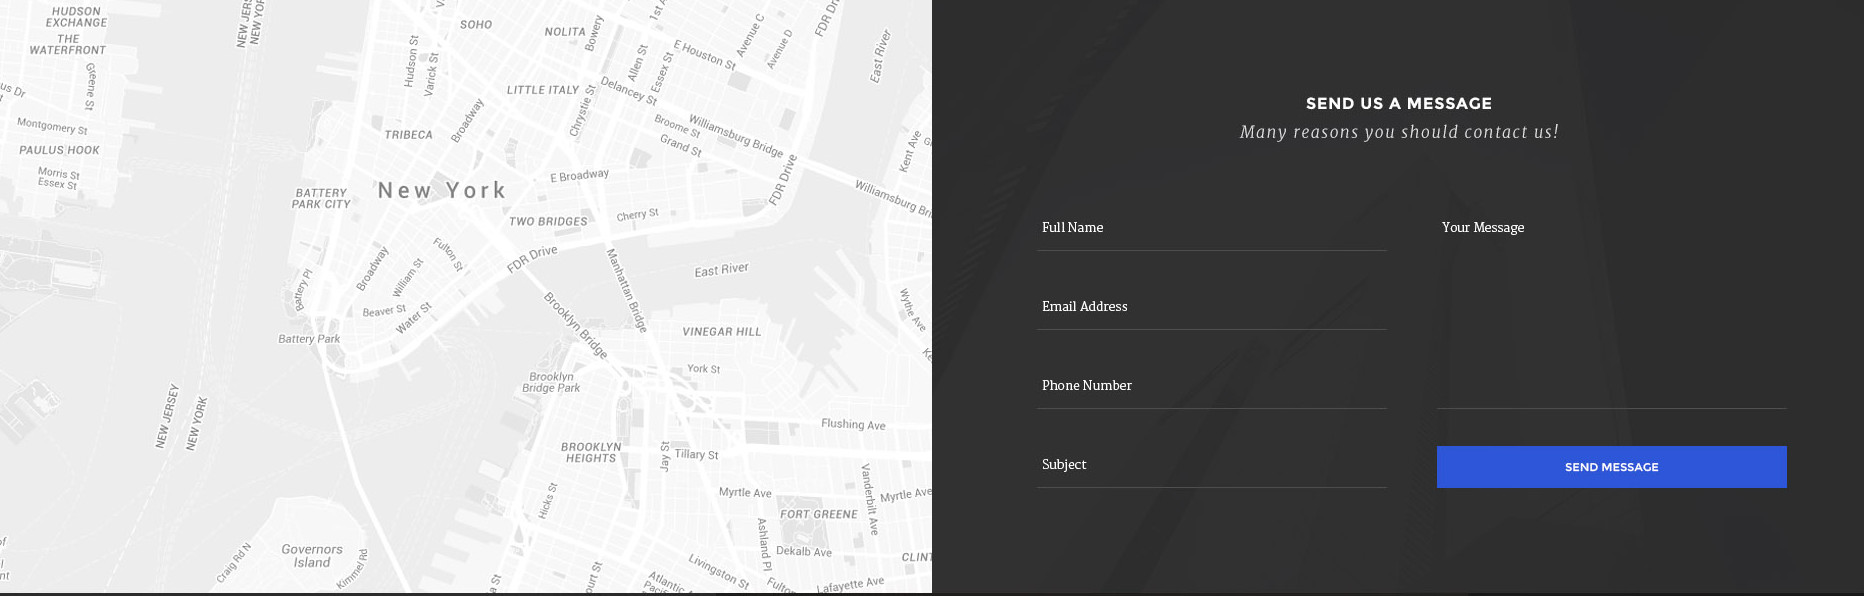 HUDSON
EXCHANGE
THE
WATERFRONT
Greene St
Montgomery St
PAULUS HOOK
Morris St
Essex St
NEW JERSEY
SOHO
NOLITA
Bowery
Hudson St
Varick St
LITTLE ITALY
Chrystie St
Allen St
Essex St
E Houston St
Avenue C
Avenue D
FDR Dr
East River
Delancey St
Broome St
Grand St
Williamsburg Bridge
Kent Ave
TRIBECA
Broadway
BATTERY
PARK CITY
New York
E Broadway
TWO BRIDGES
Cherry St
FDR Drive
Williamsburg
Fulton St
FDR Drive
Broadway
William St
Battery Pl
Beaver St
Water St
Battery Park
Manhattan Bridge
East River
Brooklyn Bridge
VINEGAR HILL
Wythe Ave
Brooklyn
Bridge Park
York St
NEW JERSEY
NEW YORK
Flushing Ave
BROOKLYN
HEIGHTS
Jay St
Tillary St
Hicks St
Myrtle Ave
Vanderbilt Ave
Myrtle Ave
FORT GREENE
Ashland Pl
Dekalb Ave
Governors
Island
Craig Rd N
Kimmel Rd
Livingston St
Lafayette Ave
SEND US A MESSAGE
Many reasons you should contact us!
Full Name
Your Message
Email Address
Phone Number
Subject
SEND MESSAGE